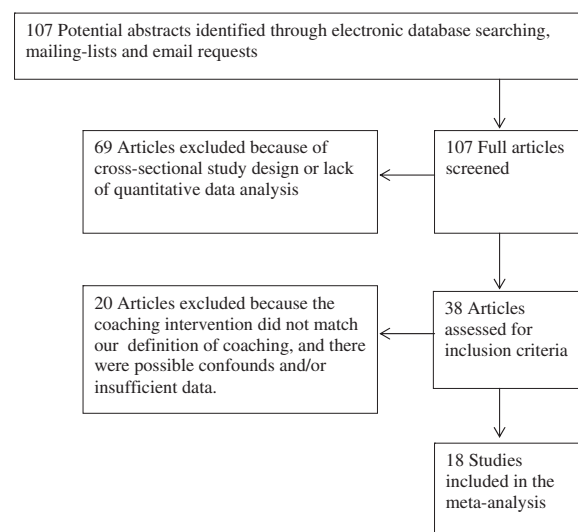 107 Potential abstracts identified through electronic database searching,
mailing-lists and email requests
69 Articles excluded because of
cross-sectional study design or lack
of quantitative data analysis
107 Full articles
screened
20 Articles excluded because the
coaching intervention did not match
our definition of coaching, and there
were possible confounds and/or
insufficient data.
38 Articles
assessed for
inclusion criteria
18 Studies
included in the
meta-analysis